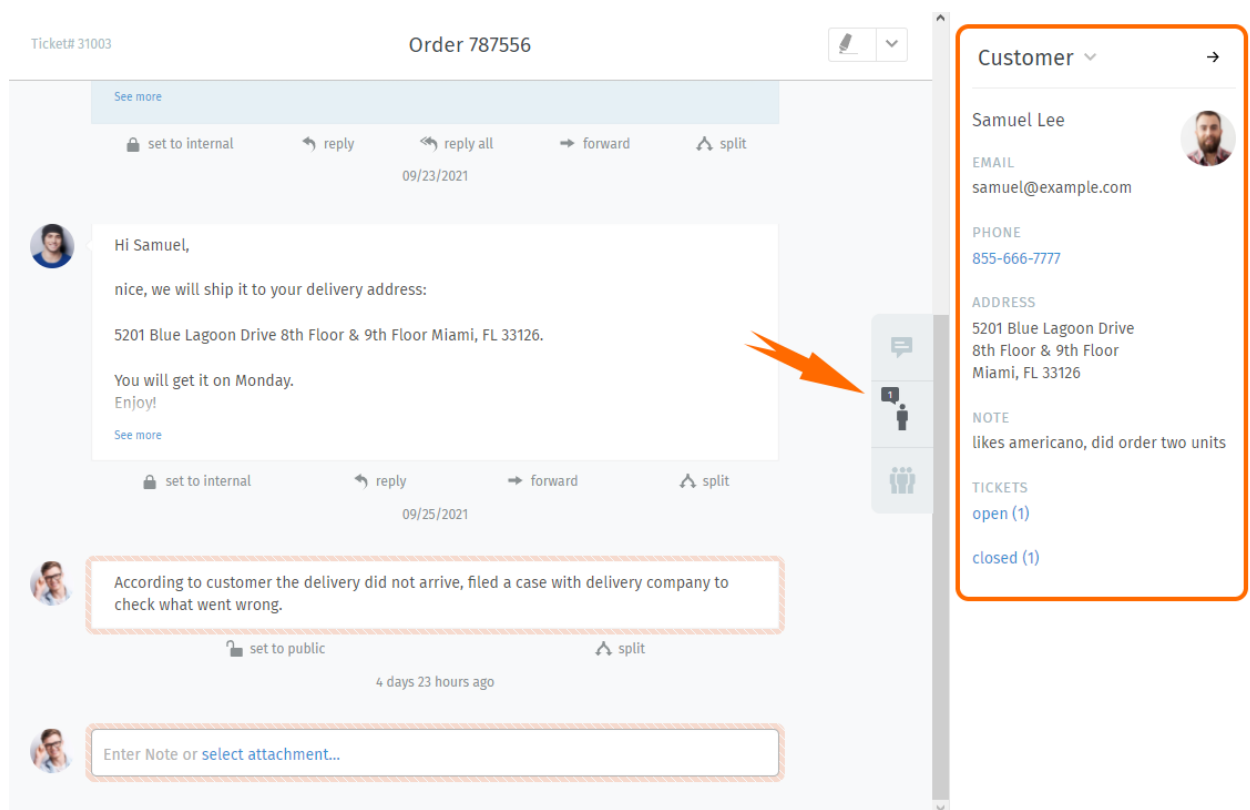 Ticket# 31003
Order 787556
See more
set to internal reply reply all forward split
09/23/2021
Hi Samuel,
nice, we will ship it to your delivery address:
5201 Blue Lagoon Drive 8th Floor & 9th Floor Miami, FL 33126.
You will get it on Monday.
Enjoy!
See more
set to internal reply forward split
09/25/2021
According to customer the delivery did not arrive, filed a case with delivery company to
check what went wrong.
set to public split
4 days 23 hours ago
Enter Note or select attachment...
1
Customer
Samuel Lee
EMAIL
samuel@example.com
PHONE
855-666-7777
ADDRESS
5201 Blue Lagoon Drive
8th Floor & 9th Floor
Miami, FL 33126
NOTE
likes americano, did order two units
TICKETS
open (1)
closed (1)